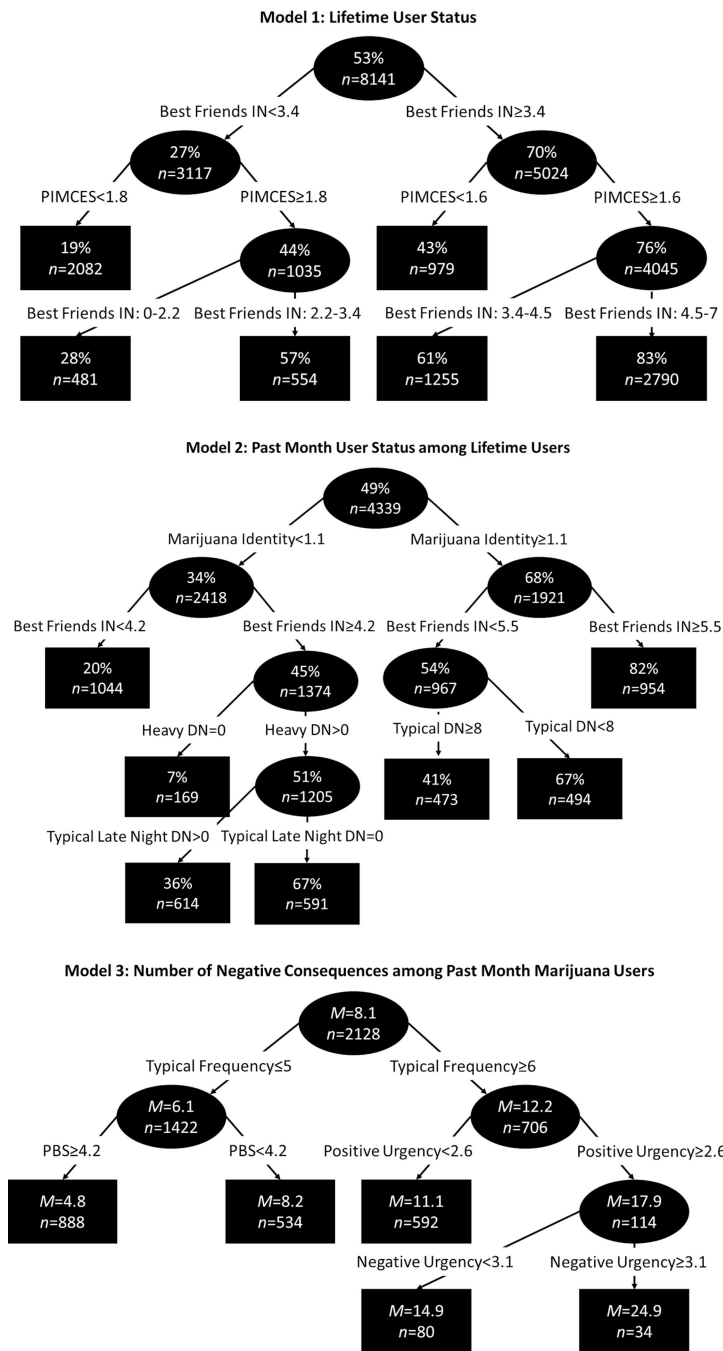 Model 1: Lifetime User Status
53%
n=8141
Best Friends IN<3.4
Best Friends IN≥3.4
27%
n=3117
70%
n=5024
PIMCES<1.8
PIMCES≥1.8
PIMCES<1.6
PIMCES≥1.6
19%
n=2082
44%
n=1035
43%
n=979
76%
n=4045
Best Friends IN: 0-2.2
Best Friends IN: 2.2-3.4
Best Friends IN: 3.4-4.5
Best Friends IN: 4.5-7
28%
n=481
57%
n=554
61%
n=1255
83%
n=2790
Model 2: Past Month User Status among Lifetime Users
49%
n=4339
Marijuana Identity<1.1
Marijuana Identity≥1.1
34%
n=2418
68%
n=1921
Best Friends IN<4.2
Best Friends IN≥4.2
Best Friends IN<5.5
Best Friends IN≥5.5
20%
n=1044
45%
n=1374
54%
n=967
82%
n=954
Heavy DN=0
Heavy DN>0
Typical DN≥8
Typical DN<8
7%
n=169
51%
n=1205
41%
n=473
67%
n=494
Typical Late Night DN>0
Typical Late Night DN=0
36%
n=614
67%
n=591
Model 3: Number of Negative Consequences among Past Month Marijuana Users
M=8.1
n=2128
Typical Frequency≤5
Typical Frequency≥6
M=6.1
n=1422
M=12.2
n=706
PBS≥4.2
PBS<4.2
Positive Urgency<2.6
Positive Urgency≥2.6
M=4.8
n=888
M=8.2
n=534
M=11.1
n=592
M=17.9
n=114
Negative Urgency<3.1
Negative Urgency≥3.1
M=14.9
n=80
M=24.9
n=34